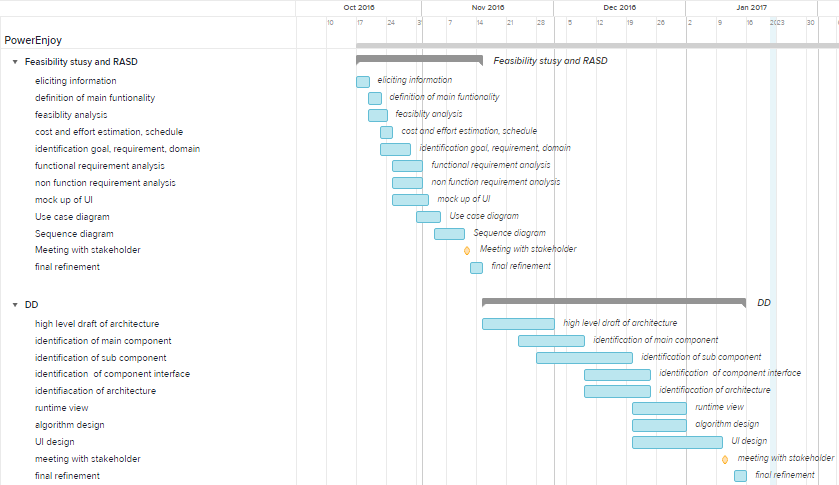 Oct 2016 Nov 2016 Dec 2016 Jan 2017
10 17 24 31 7 14 21 28 5 12 19 26 2 9 16 2023 30
PowerEnjoy
Feasibility stusy and RASD Feasibility stusy and RASD
eliciting information eliciting information
definition of main funtionality definition of main funtionality
feasiblity analysis feasiblity analysis
cost and effort estimation, schedule cost and effort estimation, schedule
identification goal, requirement, domain identification goal, requirement, domain
functional requirement analysis functional requirement analysis
non function requirement analysis non function requirement analysis
mock up of UI mock up of UI
Use case diagram Use case diagram
Sequence diagram Sequence diagram
Meeting with stakeholder Meeting with stakeholder
final refinement final refinement
DD DD
high level draft of architecture high level draft of architecture
identification of main component identification of main component
identification of sub component identification of sub component
identification of component interface identification of component interface
identifiacation of architecture identifiacation of architecture
runtime view runtime view
algorithm design algorithm design
UI design UI design
meeting with stakeholder meeting with stakeholder
final refinement final refinement